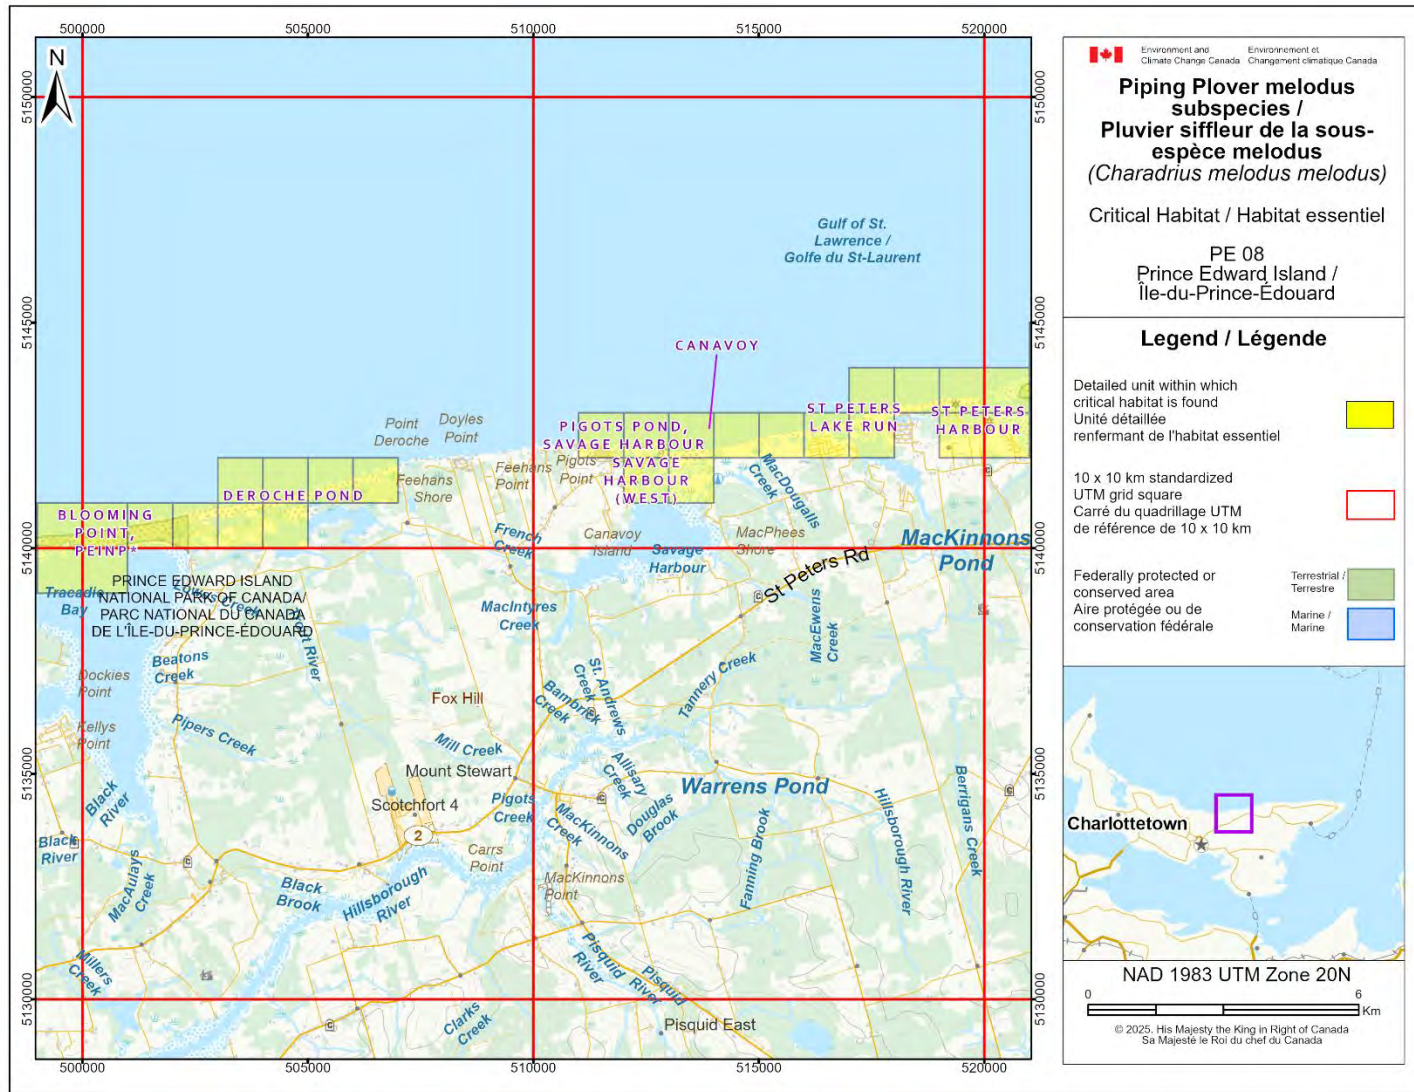 500000
505000
510000
515000
520000
N
5150000
5150000
Gulf of St.
Lawrence /
Golfe du St-Laurent
5145000
5145000
CANAVOY
Point
Deroche
Doyles
Point
PIGOTS POND,
SAVAGE HARBOUR
SAVAGE
HARBOUR
(WEST)
ST PETERS
LAKE RUN
ST PETERS
HARBOUR
Feehans
Point
Pigots
Point
Feehans
Shore
DEROCHE POND
MacDougalls
Creek
BLOOMING
POINT,
PEINP*
French
Creek
Canavoy
Island
Savage
Harbour
MacPhees
Shore
MacKinnons
Pond
5140000
5140000
St Peters Rd
Tracadie
Bay
PRINCE EDWARD ISLAND
NATIONAL PARK OF CANADA/
PARC NATIONAL DU CANADA
DE L'ÎLE-DU-PRINCE-ÉDOUARD
MacIntyres
Creek
MacEwens
Creek
Beatons
Creek
Dockies
Point
Kellys
Point
Pipers Creek
Fox Hill
Mill Creek
Bambrick
Creek
St. Andrews
Creek
Tannery Creek
5135000
5135000
Mount Stewart
Scotchfort 4
Pigots
Creek
Allisary
Creek
Warrens Pond
Douglas
Brook
MacKinnons
Creek
Berrigans Creek
Hillsborough River
Fanning Brook
Black
River
Black
River
2
Carrs
Point
MacKinnons
Point
MacAulays
Creek
Black
Brook
Hillsborough
River
Millers
Creek
Pisquid
River
Pisquid
River
5130000
5130000
Clarks
Creek
Pisquid East
500000
505000
510000
515000
520000
Environment and
Climate Change Canada
Environnement et
Changement climatique Canada
Piping Plover melodus
subspecies /
Pluvier siffleur de la sous-
espèce melodus
(Charadrius melodus melodus)
Critical Habitat / Habitat essentiel
PE 08
Prince Edward Island /
Île-du-Prince-Édouard
Legend / Légende
Detailed unit within which
critical habitat is found
Unité détaillée
renfermant de l'habitat essentiel
10 x 10 km standardized
UTM grid square
Carré du quadrillage UTM
de référence de 10 x 10 km
Federally protected or
conserved area
Aire protégée ou de
conservation fédérale
Terrestrial /
Terrestre
Marine /
Marine
Charlottetown
NAD 1983 UTM Zone 20N
0
6
Km
© 2025. His Majesty the King in Right of Canada
Sa Majesté le Roi du chef du Canada